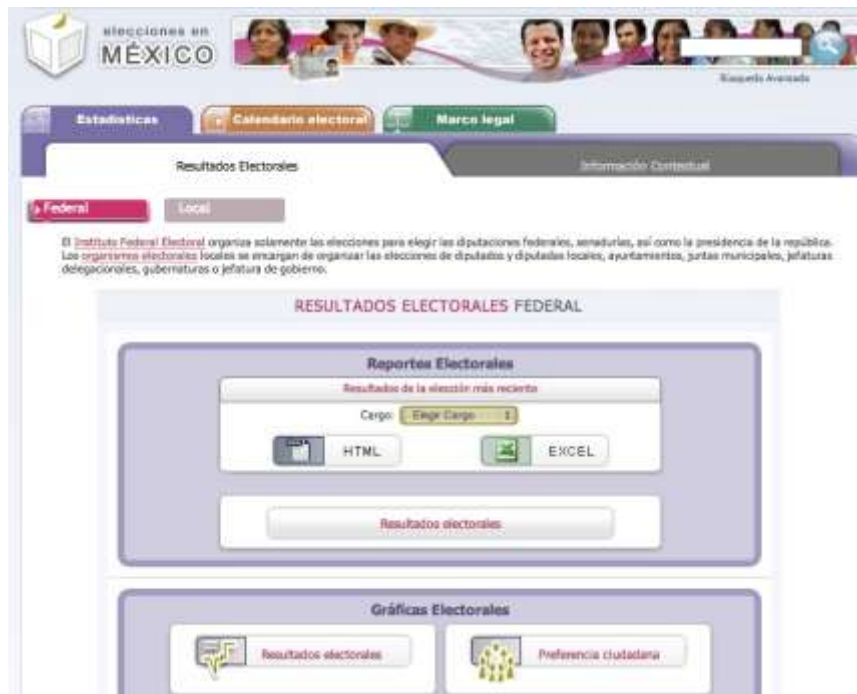 elecciones en
MÉXICO
Búsqueda Avanzada
Estadísticas
Calendario electoral
Marco legal
Resultados Electorales
Información Contextual
Federal
Local
El Instituto Federal Electoral organiza solamente las elecciones para elegir las diputaciones federales, senadurías, así como la presidencia de la república.
Los organismos electorales locales se encargan de organizar las elecciones de diputados y diputadas locales, ayuntamientos, juntas municipales, jefaturas
delegacionales, gubernaturas o jefatura de gobierno.
RESULTADOS ELECTORALES FEDERAL
Reportes Electorales
Resultados de la elección más reciente
Cargo: Elegir Cargo
HTML
EXCEL
Resultados electorales
Gráficas Electorales
Resultados electorales
Preferencia ciudadana